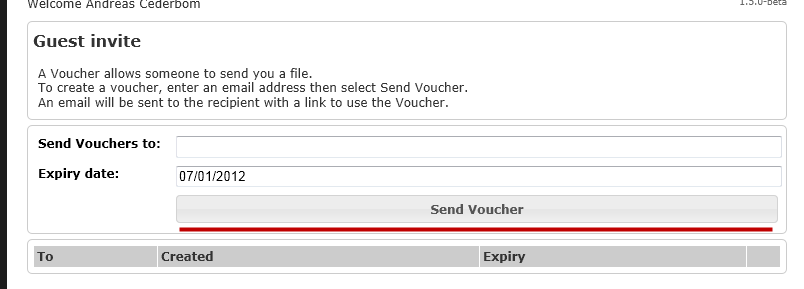 Welcome Andreas Cederbom
1.5.0-beta
Guest invite
A Voucher allows someone to send you a file.
To create a voucher, enter an email address then select Send Voucher.
An email will be sent to the recipient with a link to use the Voucher.
Send Vouchers to:
Expiry date: 07/01/2012
Send Voucher
To Created Expiry